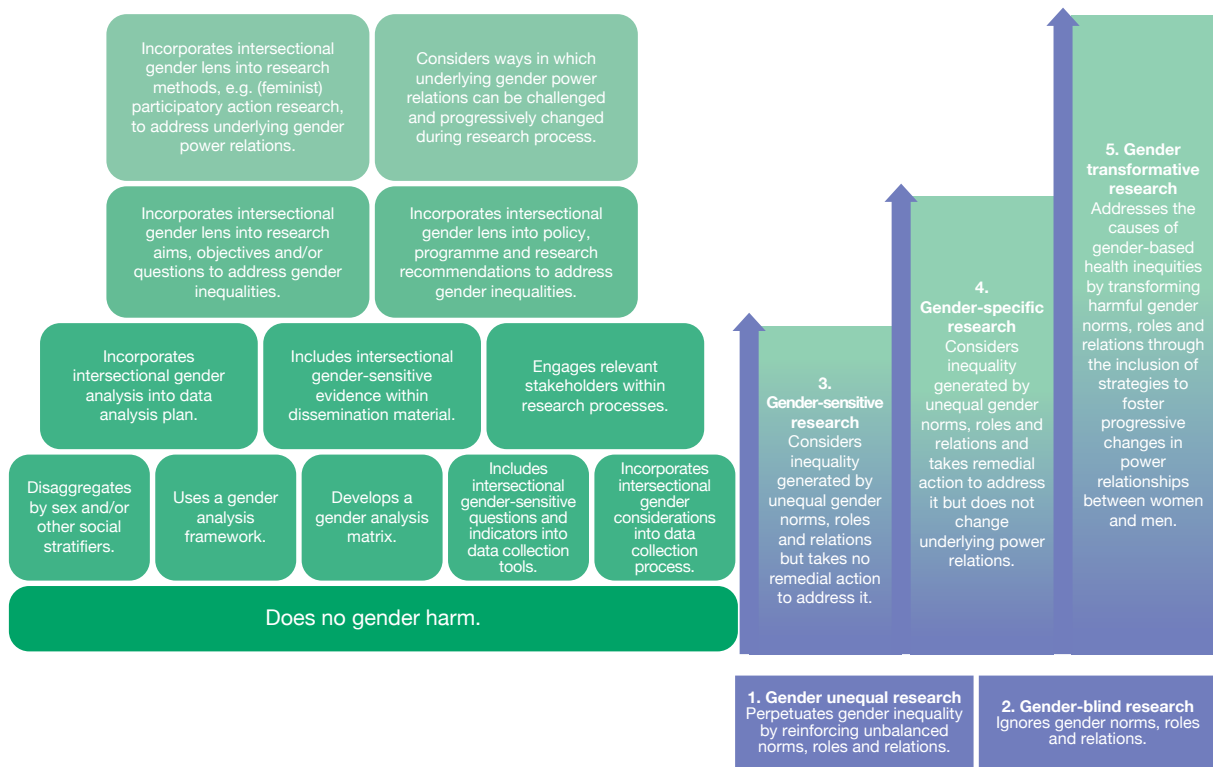 Incorporates intersectional
gender lens into research
methods, e.g. (feminist)
participatory action research,
to address underlying gender
power relations.
Considers ways in which
underlying gender power
relations can be challenged
and progressively changed
during research process.
Incorporates intersectional
gender lens into research
aims, objectives and/or
questions to address gender
inequalities.
Incorporates intersectional
gender lens into policy,
programme and research
recommendations to address
gender inequalities.
Incorporates
intersectional gender
analysis into data
analysis plan.
Includes intersectional
gender-sensitive
evidence within
dissemination material.
Engages relevant
stakeholders within
research processes.
Disaggregates
by sex and/or
other social
stratifiers.
Uses a gender
analysis
framework.
Develops a
gender analysis
matrix.
Includes
intersectional
gender-sensitive
questions and
indicators into
data collection
tools.
Incorporates
intersectional
gender
considerations
into data
collection
process.
Does no gender harm.
3.
Gender-sensitive
research
Considers
inequality
generated by
unequal gender
norms, roles
and relations
but takes no
remedial action
to address it.
4.
Gender-specific
research
Considers
inequality
generated by
unequal gender
norms, roles and
relations and
takes remedial
action to address
it but does not
change
underlying power
relations.
5. Gender
transformative
research
Addresses the
causes of
gender-based
health inequities
by transforming
harmful gender
norms, roles and
relations through
the inclusion of
strategies to
foster
progressive
changes in
power
relationships
between women
and men.
1. Gender unequal research
Perpetuates gender inequality
by reinforcing unbalanced
norms, roles and relations.
2. Gender-blind research
Ignores gender norms, roles
and relations.